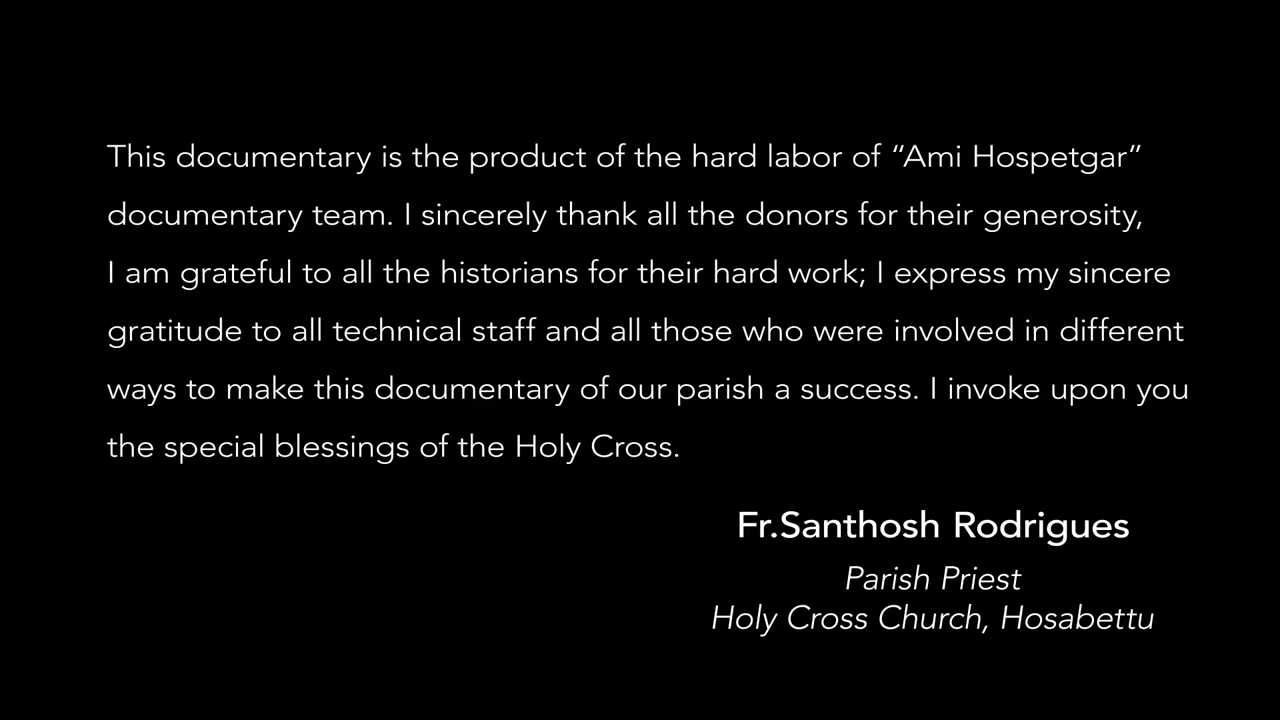 This documentary is the product of the hard labor of “Ami Hospetgar”
documentary team. I sincerely thank all the donors for their generosity,
I am grateful to all the historians for their hard work; I express my sincere
gratitude to all technical staff and all those who were involved in different
ways to make this documentary of our parish a success. I invoke upon you
the special blessings of the Holy Cross.
Fr.Santhosh Rodrigues
Parish Priest
Holy Cross Church, Hosabettu